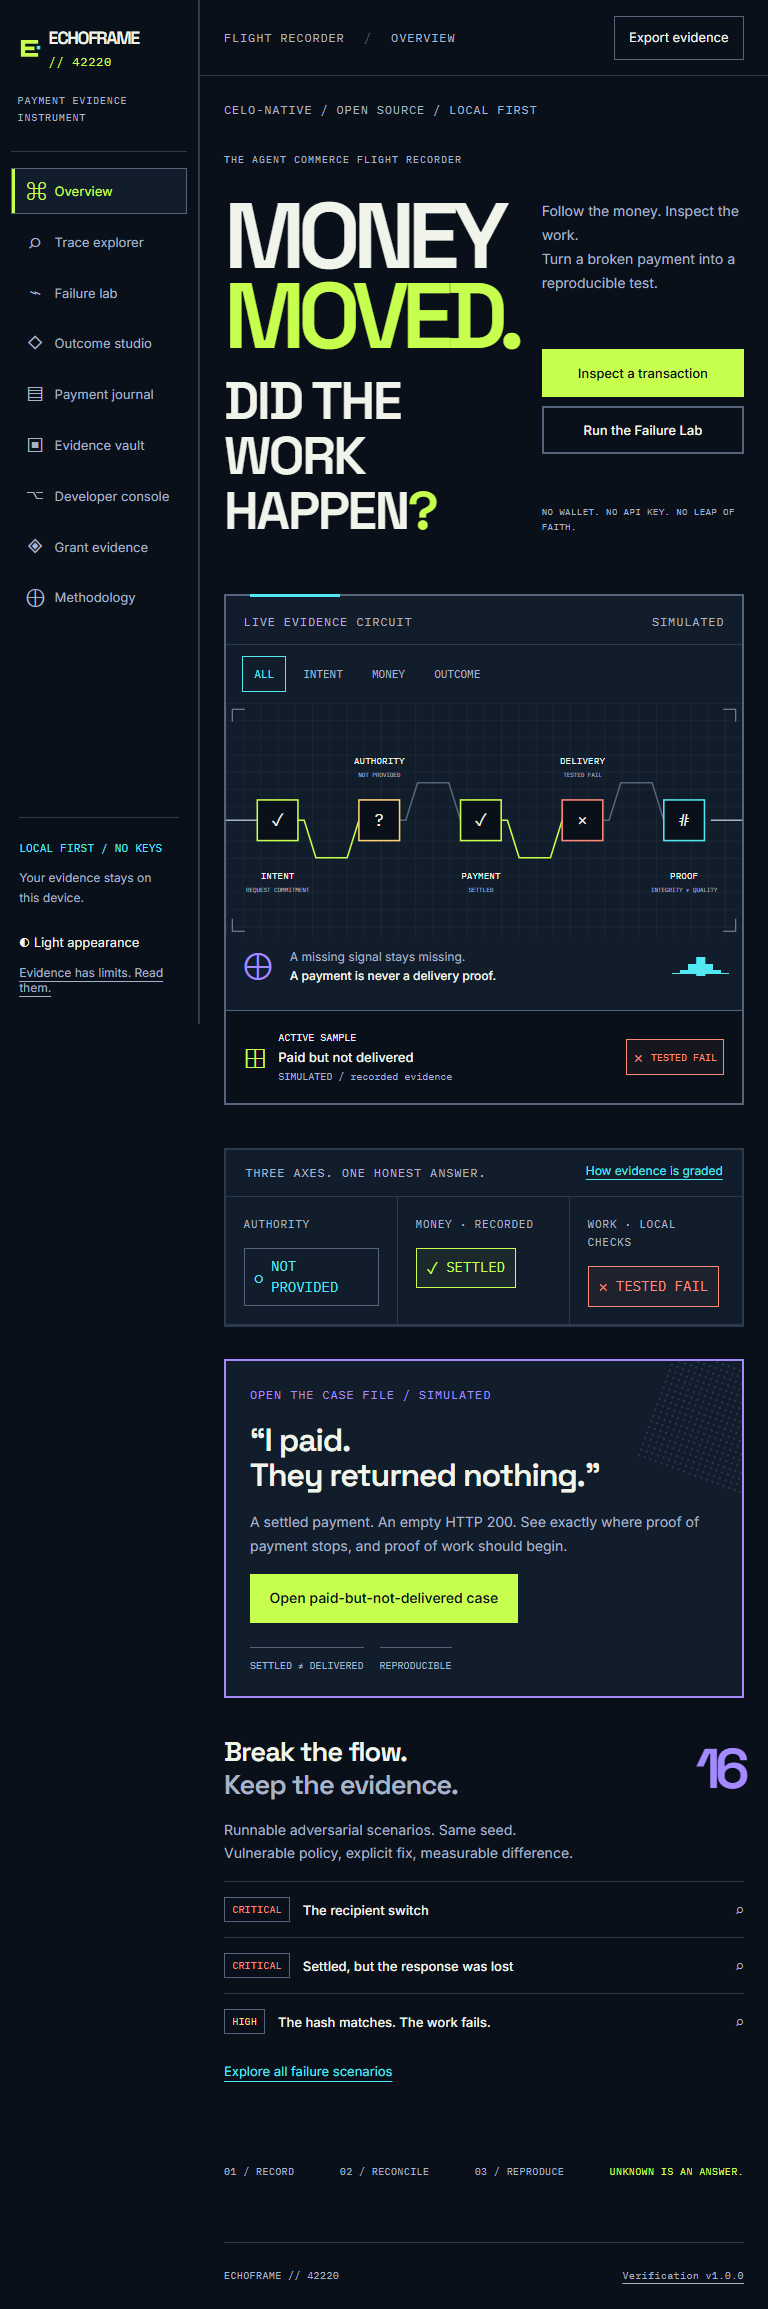 ECHOFRAME
// 42220
PAYMENT EVIDENCE
INSTRUMENT
Overview
Trace explorer
Failure lab
Outcome studio
Payment journal
Evidence vault
Developer console
Grant evidence
Methodology
LOCAL FIRST / NO KEYS
Your evidence stays on
this device.
Light appearance
Evidence has limits. Read
them.
FLIGHT RECORDER / OVERVIEW
Export evidence
CELO-NATIVE / OPEN SOURCE / LOCAL FIRST
THE AGENT COMMERCE FLIGHT RECORDER
MONEY
MOVED.
DID THE
WORK
HAPPEN?
Follow the money. Inspect the
work.
Turn a broken payment into a
reproducible test.
Inspect a transaction
Run the Failure Lab
NO WALLET. NO API KEY. NO LEAP OF
FAITH.
LIVE EVIDENCE CIRCUIT
SIMULATED
ALL INTENT MONEY OUTCOME
AUTHORITY
NOT PROVIDED
DELIVERY
TESTED FAIL
✓ ? ✓ × #
INTENT
REQUEST COMMITMENT
PAYMENT
SETTLED
PROOF
INTEGRITY ≠ QUALITY
A missing signal stays missing.
A payment is never a delivery proof.
ACTIVE SAMPLE
Paid but not delivered
SIMULATED / recorded evidence
× TESTED FAIL
THREE AXES. ONE HONEST ANSWER.
How evidence is graded
AUTHORITY
○ NOT
PROVIDED
MONEY · RECORDED
✓ SETTLED
WORK · LOCAL
CHECKS
× TESTED FAIL
OPEN THE CASE FILE / SIMULATED
“I paid.
They returned nothing.”
A settled payment. An empty HTTP 200. See exactly where proof of
payment stops, and proof of work should begin.
Open paid-but-not-delivered case
SETTLED ≠ DELIVERED
REPRODUCIBLE
Break the flow.
Keep the evidence.
16
Runnable adversarial scenarios. Same seed.
Vulnerable policy, explicit fix, measurable difference.
CRITICAL The recipient switch
CRITICAL Settled, but the response was lost
HIGH The hash matches. The work fails.
Explore all failure scenarios
01 / RECORD
02 / RECONCILE
03 / REPRODUCE
UNKNOWN IS AN ANSWER.
ECHOFRAME // 42220
Verification v1.0.0